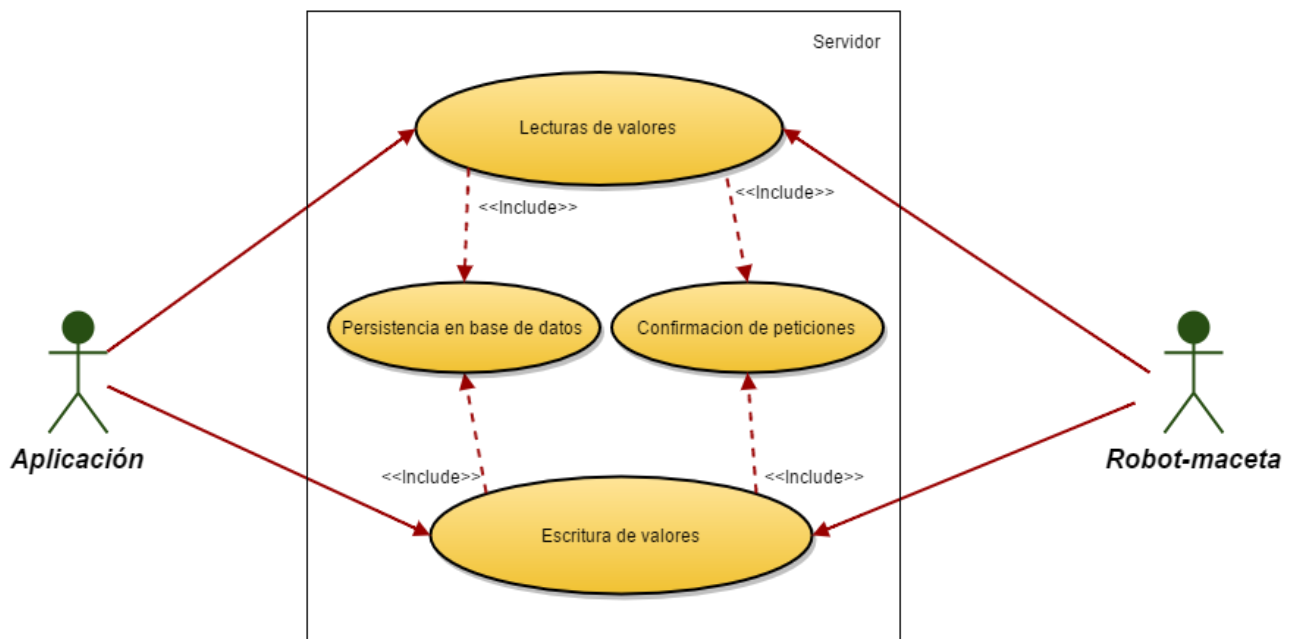 Servidor
Lecturas de valores
<<Include>>
<<Include>>
Persistencia en base de datos
Confirmacion de peticiones
Aplicación
Robot-maceta
<<Include>>
<<Include>>
Escritura de valores